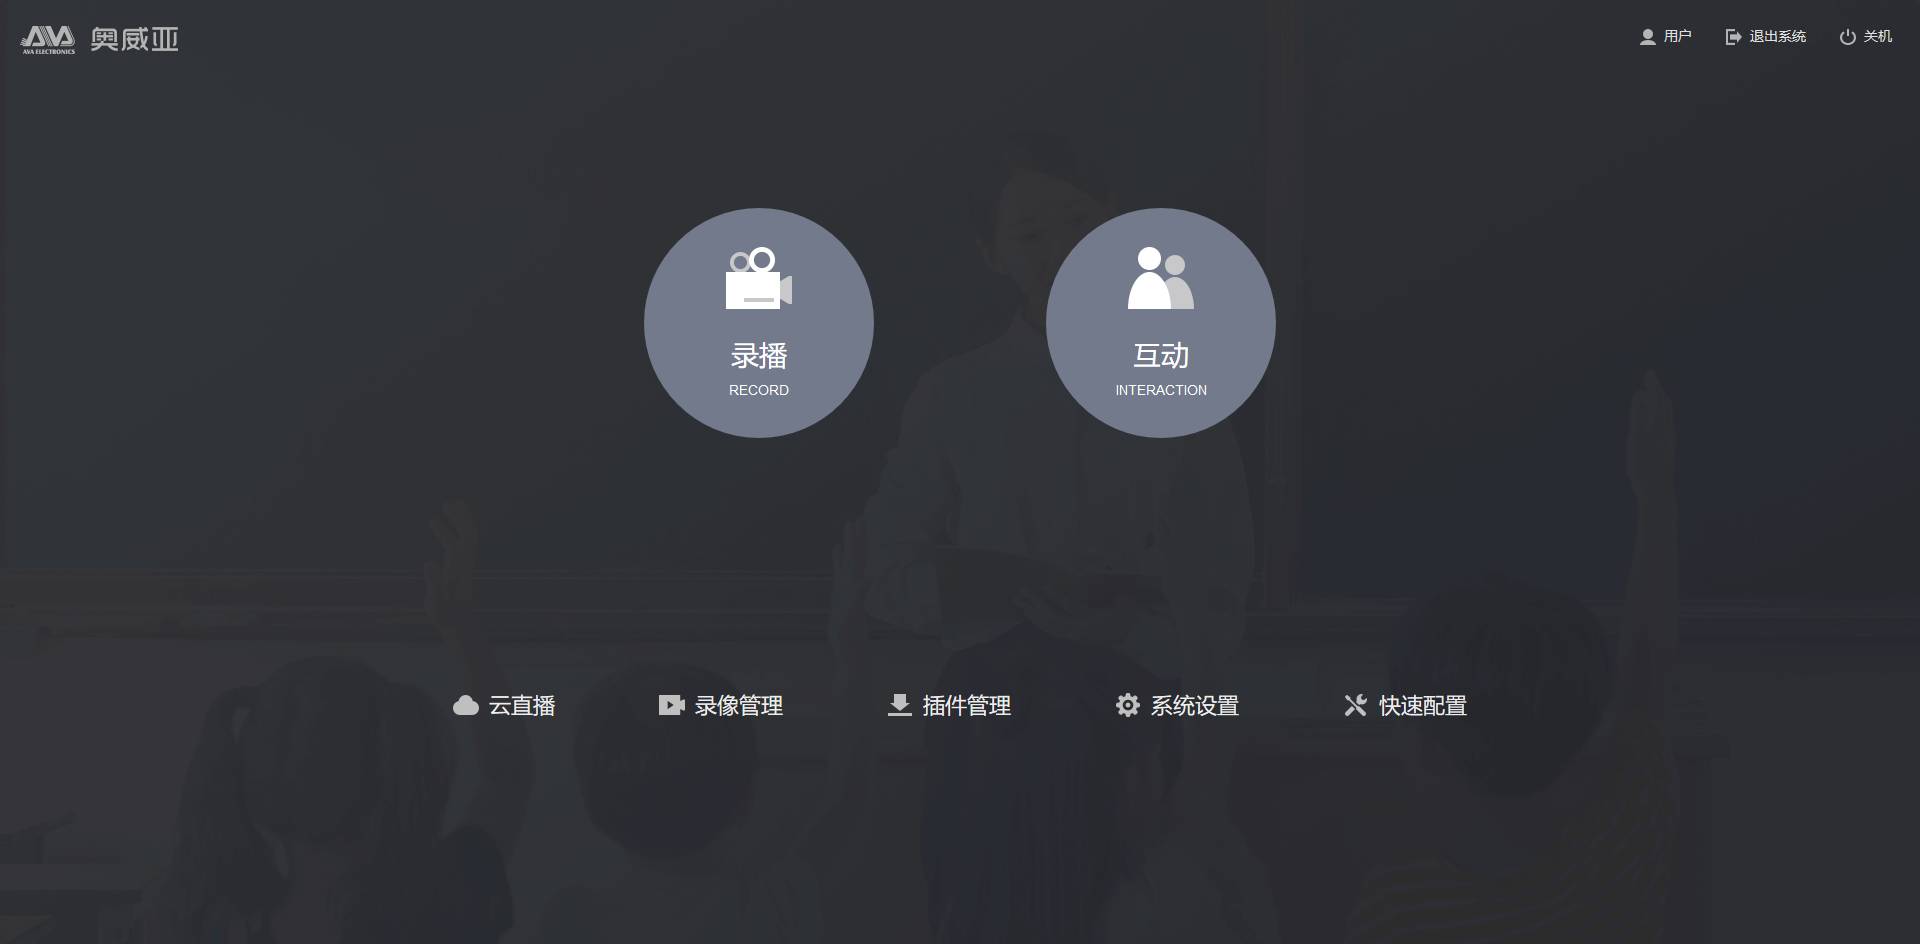 AVA ELECTRONICS
奥威亚
用户
退出系统
关机
录播
RECORD
互动
INTERACTION
云直播
录像管理
插件管理
系统设置
快速配置